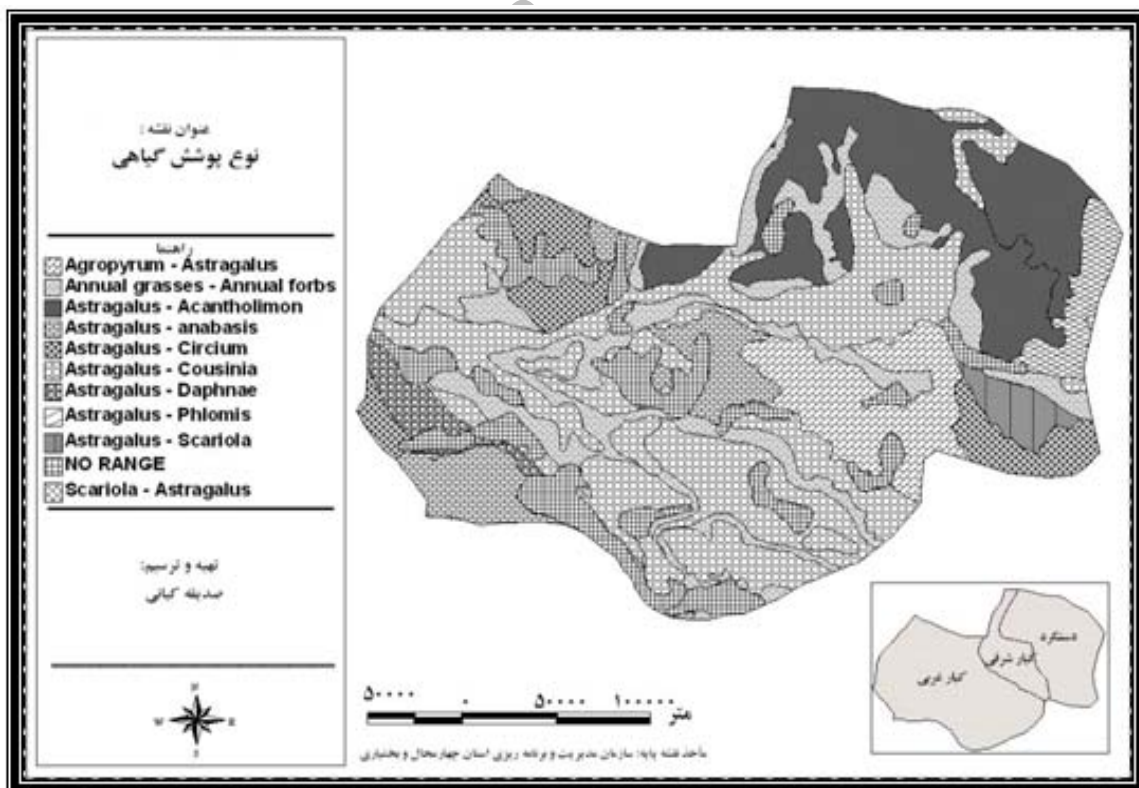 عنوان نقشه :
نوع پوشش گیاهی
راهنما
Agropyrum - Astragalus
Annual grasses - Annual forbs
Astragalus - Acantholimon
Astragalus - anabasis
Astragalus - Circium
Astragalus - Cousinia
Astragalus - Daphnae
Astragalus - Phlomis
Astragalus - Scariola
NO RANGE
Scariola - Astragalus
تهیه و ترسیم:
صدیقه کیانی
N
W E
S
۵۰۰۰۰ ۰ ۵۰۰۰۰ ۱۰۰۰۰۰
متر
مأخذ نقشه پایه: سازمان مدیریت و برنامه ریزی استان چهارمحال و بختیاری
دستگرد
کیار شرقی
کیار غربی